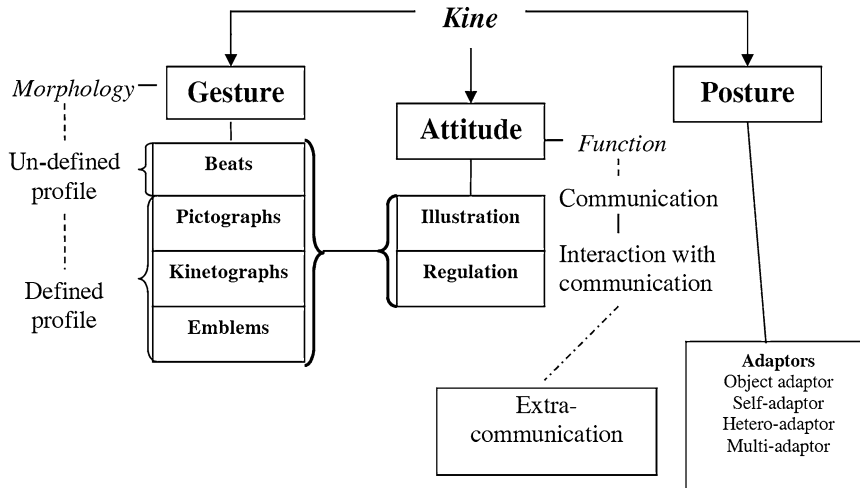 Kine
Morphology
Gesture
Posture
Attitude
Function
Un-defined
profile
Beats
Pictographs
Kinetographs
Emblems
Defined
profile
Illustration
Regulation
Communication
Interaction with
communication
Extra-
communication
Adaptors
Object adaptor
Self-adaptor
Hetero-adaptor
Multi-adaptor